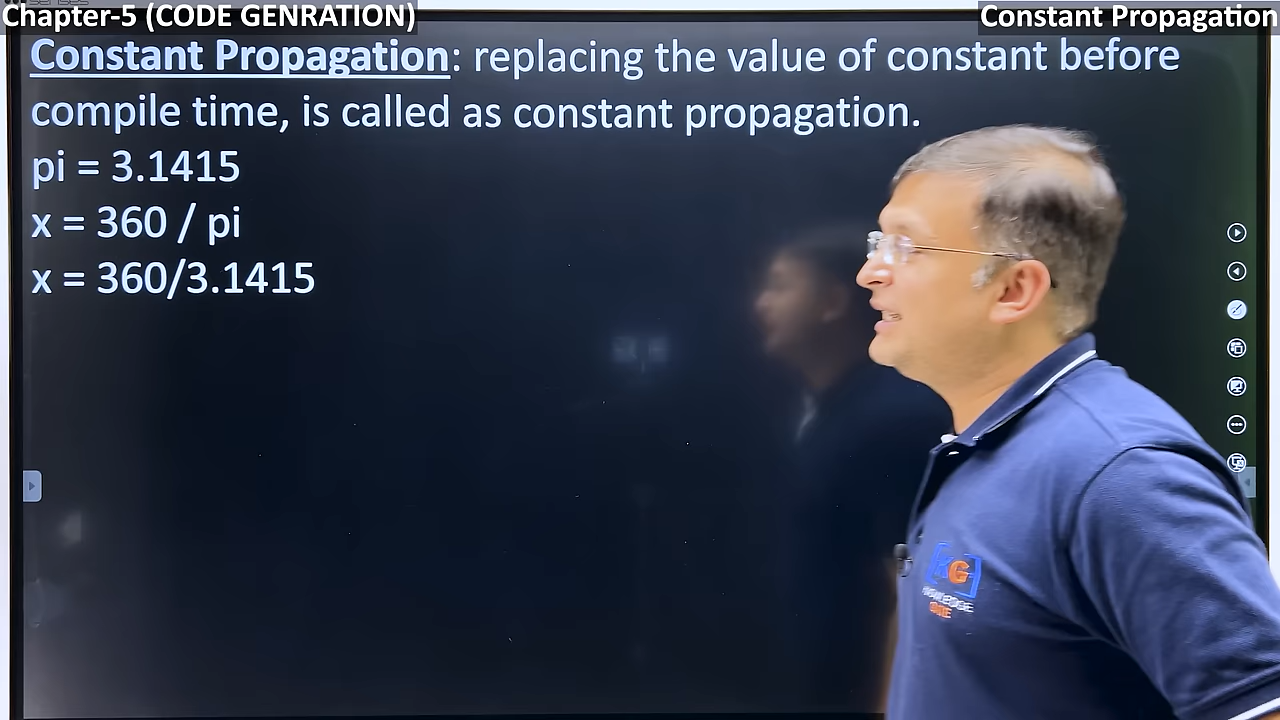 Chapter-5 (CODE GENRATION)
Constant Propagation
Constant Propagation: replacing the value of constant before
compile time, is called as constant propagation.
pi = 3.1415
x = 360 / pi
x = 360/3.1415
KG